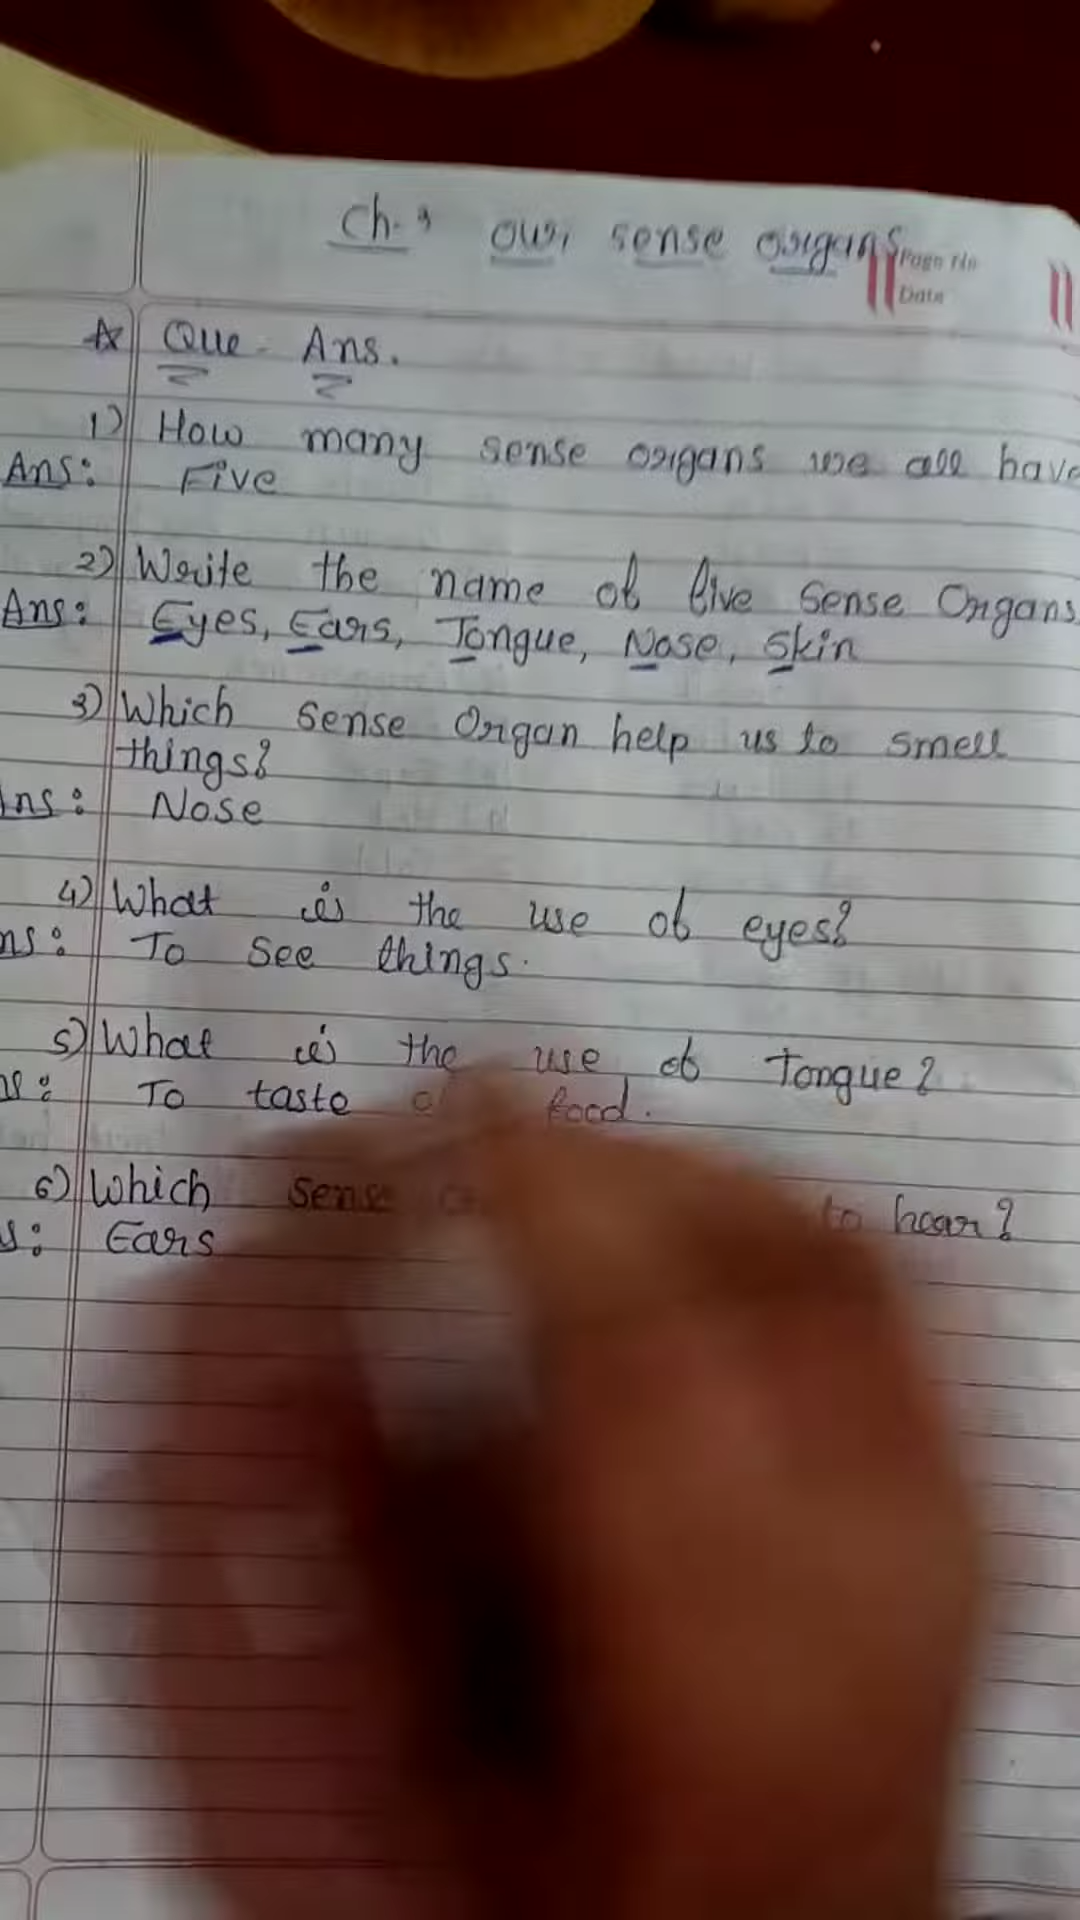 Ch. 3 our sense organs
Page No
Date
Que - Ans.
1) How many sense organs we all have
Ans: Five
2) Write the name of five Sense Organs
Ans: Eyes, Ears, Tongue, Nose, Skin
3) Which Sense Organ help us to smell
things?
Ans: Nose
4) What is the use of eyes?
ns: To see things.
5) What is the use of Tongue?
ns: To taste food.
6) Which sense to hear?
s: Ears